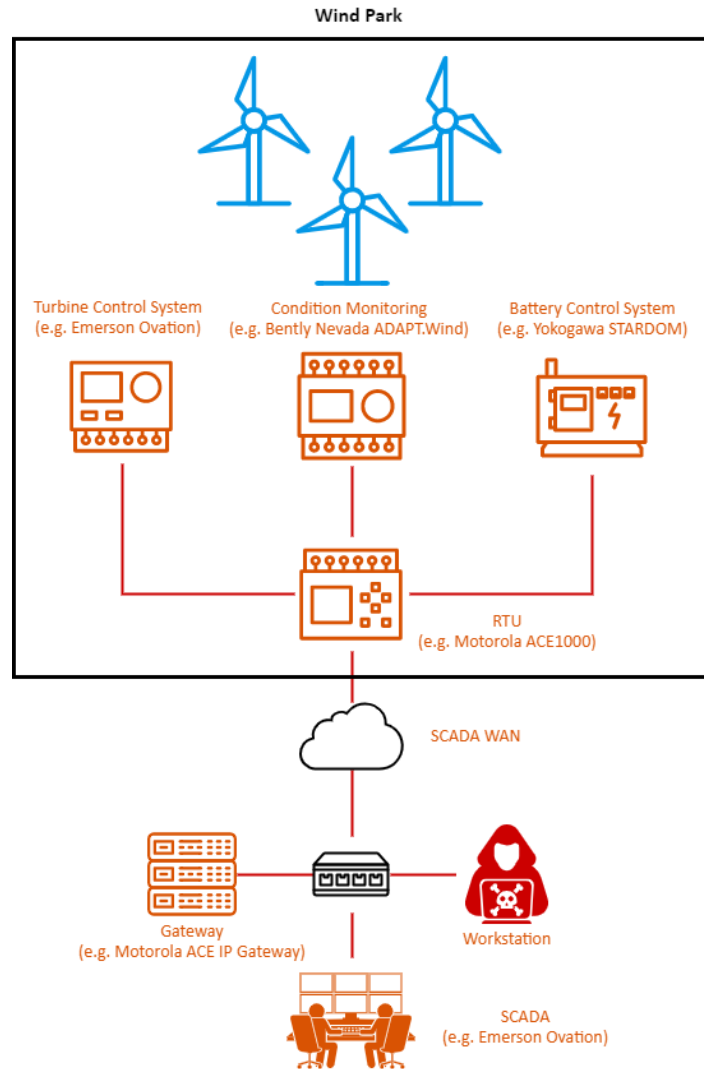 Wind Park
Turbine Control System
(e.g. Emerson Ovation)
Condition Monitoring
(e.g. Bently Nevada ADAPT.Wind)
Battery Control System
(e.g. Yokogawa STARDOM)
RTU
(e.g. Motorola ACE1000)
SCADA WAN
Gateway
(e.g. Motorola ACE IP Gateway)
Workstation
SCADA
(e.g. Emerson Ovation)